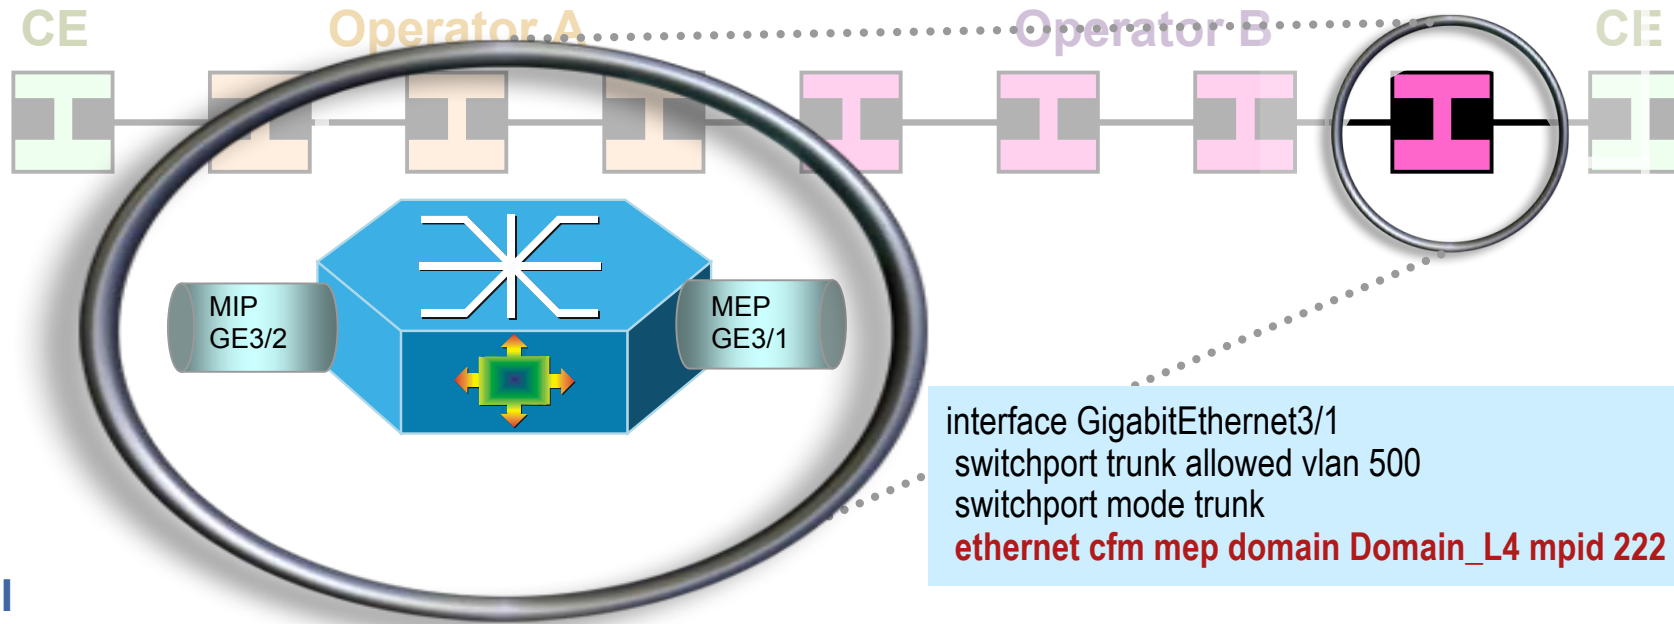 CE
Operator A
Operator B
CE
MIP
GE3/2
MEP
GE3/1
interface GigabitEthernet3/1
switchport trunk allowed vlan 500
switchport mode trunk
ethernet cfm mep domain Domain_L4 mpid 222